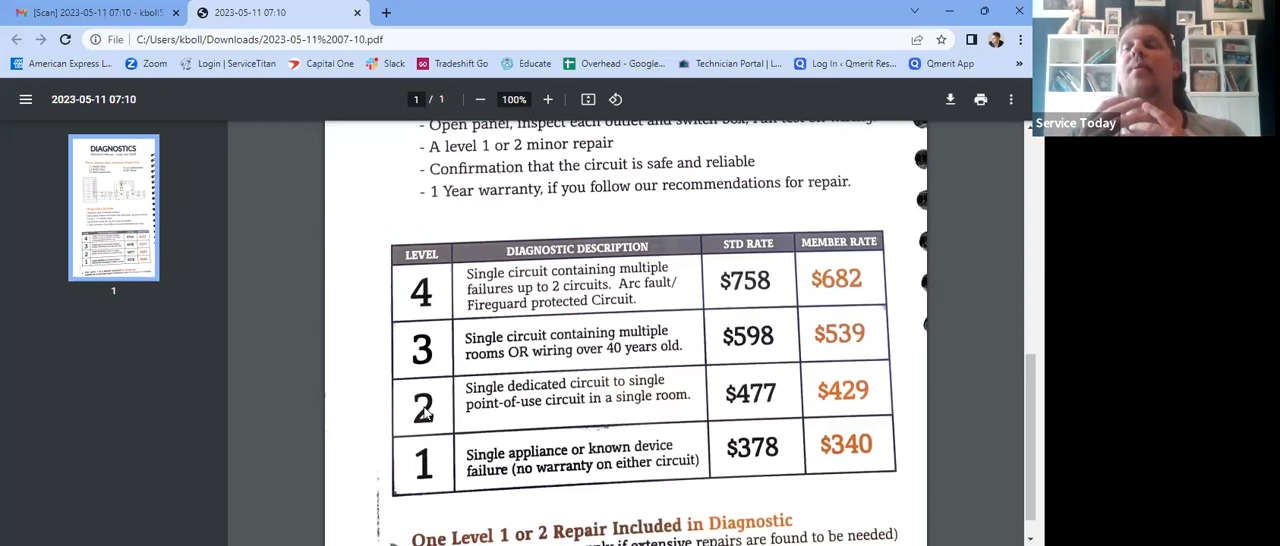 [Scan] 2023-05-11 07:10 - kboll5
2023-05-11 07:10
File
C:/Users/kboll/Downloads/2023-05-11%2007-10.pdf
American Express L...
Zoom
Login | ServiceTitan
Capital One
Slack
Tradeshift Go
Educate
Overhead - Google...
Technician Portal | L...
Log In ‹ Qmerit Res...
Qmerit App
»
2023-05-11 07:10
1 / 1
100%
Service Today
DIAGNOSTICS
1
- Open panel, inspect each outlet and switch box,
- A level 1 or 2 minor repair
- Confirmation that the circuit is safe and reliable
- 1 Year warranty, if you follow our recommendations for repair.
LEVEL DIAGNOSTIC DESCRIPTION STD RATE MEMBER RATE
4 Single circuit containing multiple failures up to 2 circuits. Arc fault/ Fireguard protected Circuit. $758 $682
3 Single circuit containing multiple rooms OR wiring over 40 years old. $598 $539
2 Single dedicated circuit to single point-of-use circuit in a single room. $477 $429
1 Single appliance or known device failure (no warranty on either circuit) $378 $340
One Level 1 or 2 Repair Included in Diagnostic
if extensive repairs are found to be needed)